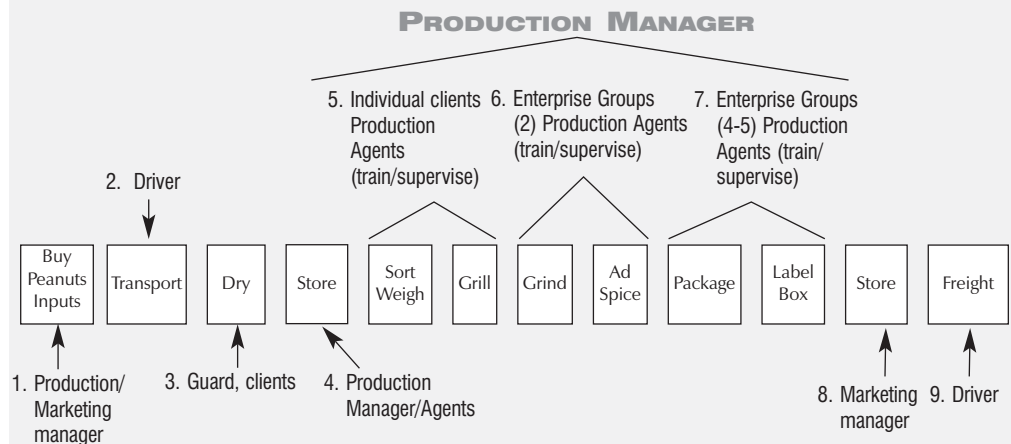 PRODUCTION MANAGER
5. Individual clients
Production
Agents
(train/supervise)
6. Enterprise Groups
(2) Production Agents
(train/supervise)
7. Enterprise Groups
(4-5) Production
Agents (train/
supervise)
2. Driver
Buy
Peanuts
Inputs
Transport
Dry
Store
Sort
Weigh
Grill
Grind
Ad
Spice
Package
Label
Box
Store
Freight
1. Production/
Marketing
manager
3. Guard, clients
4. Production
Manager/Agents
8. Marketing
manager
9. Driver